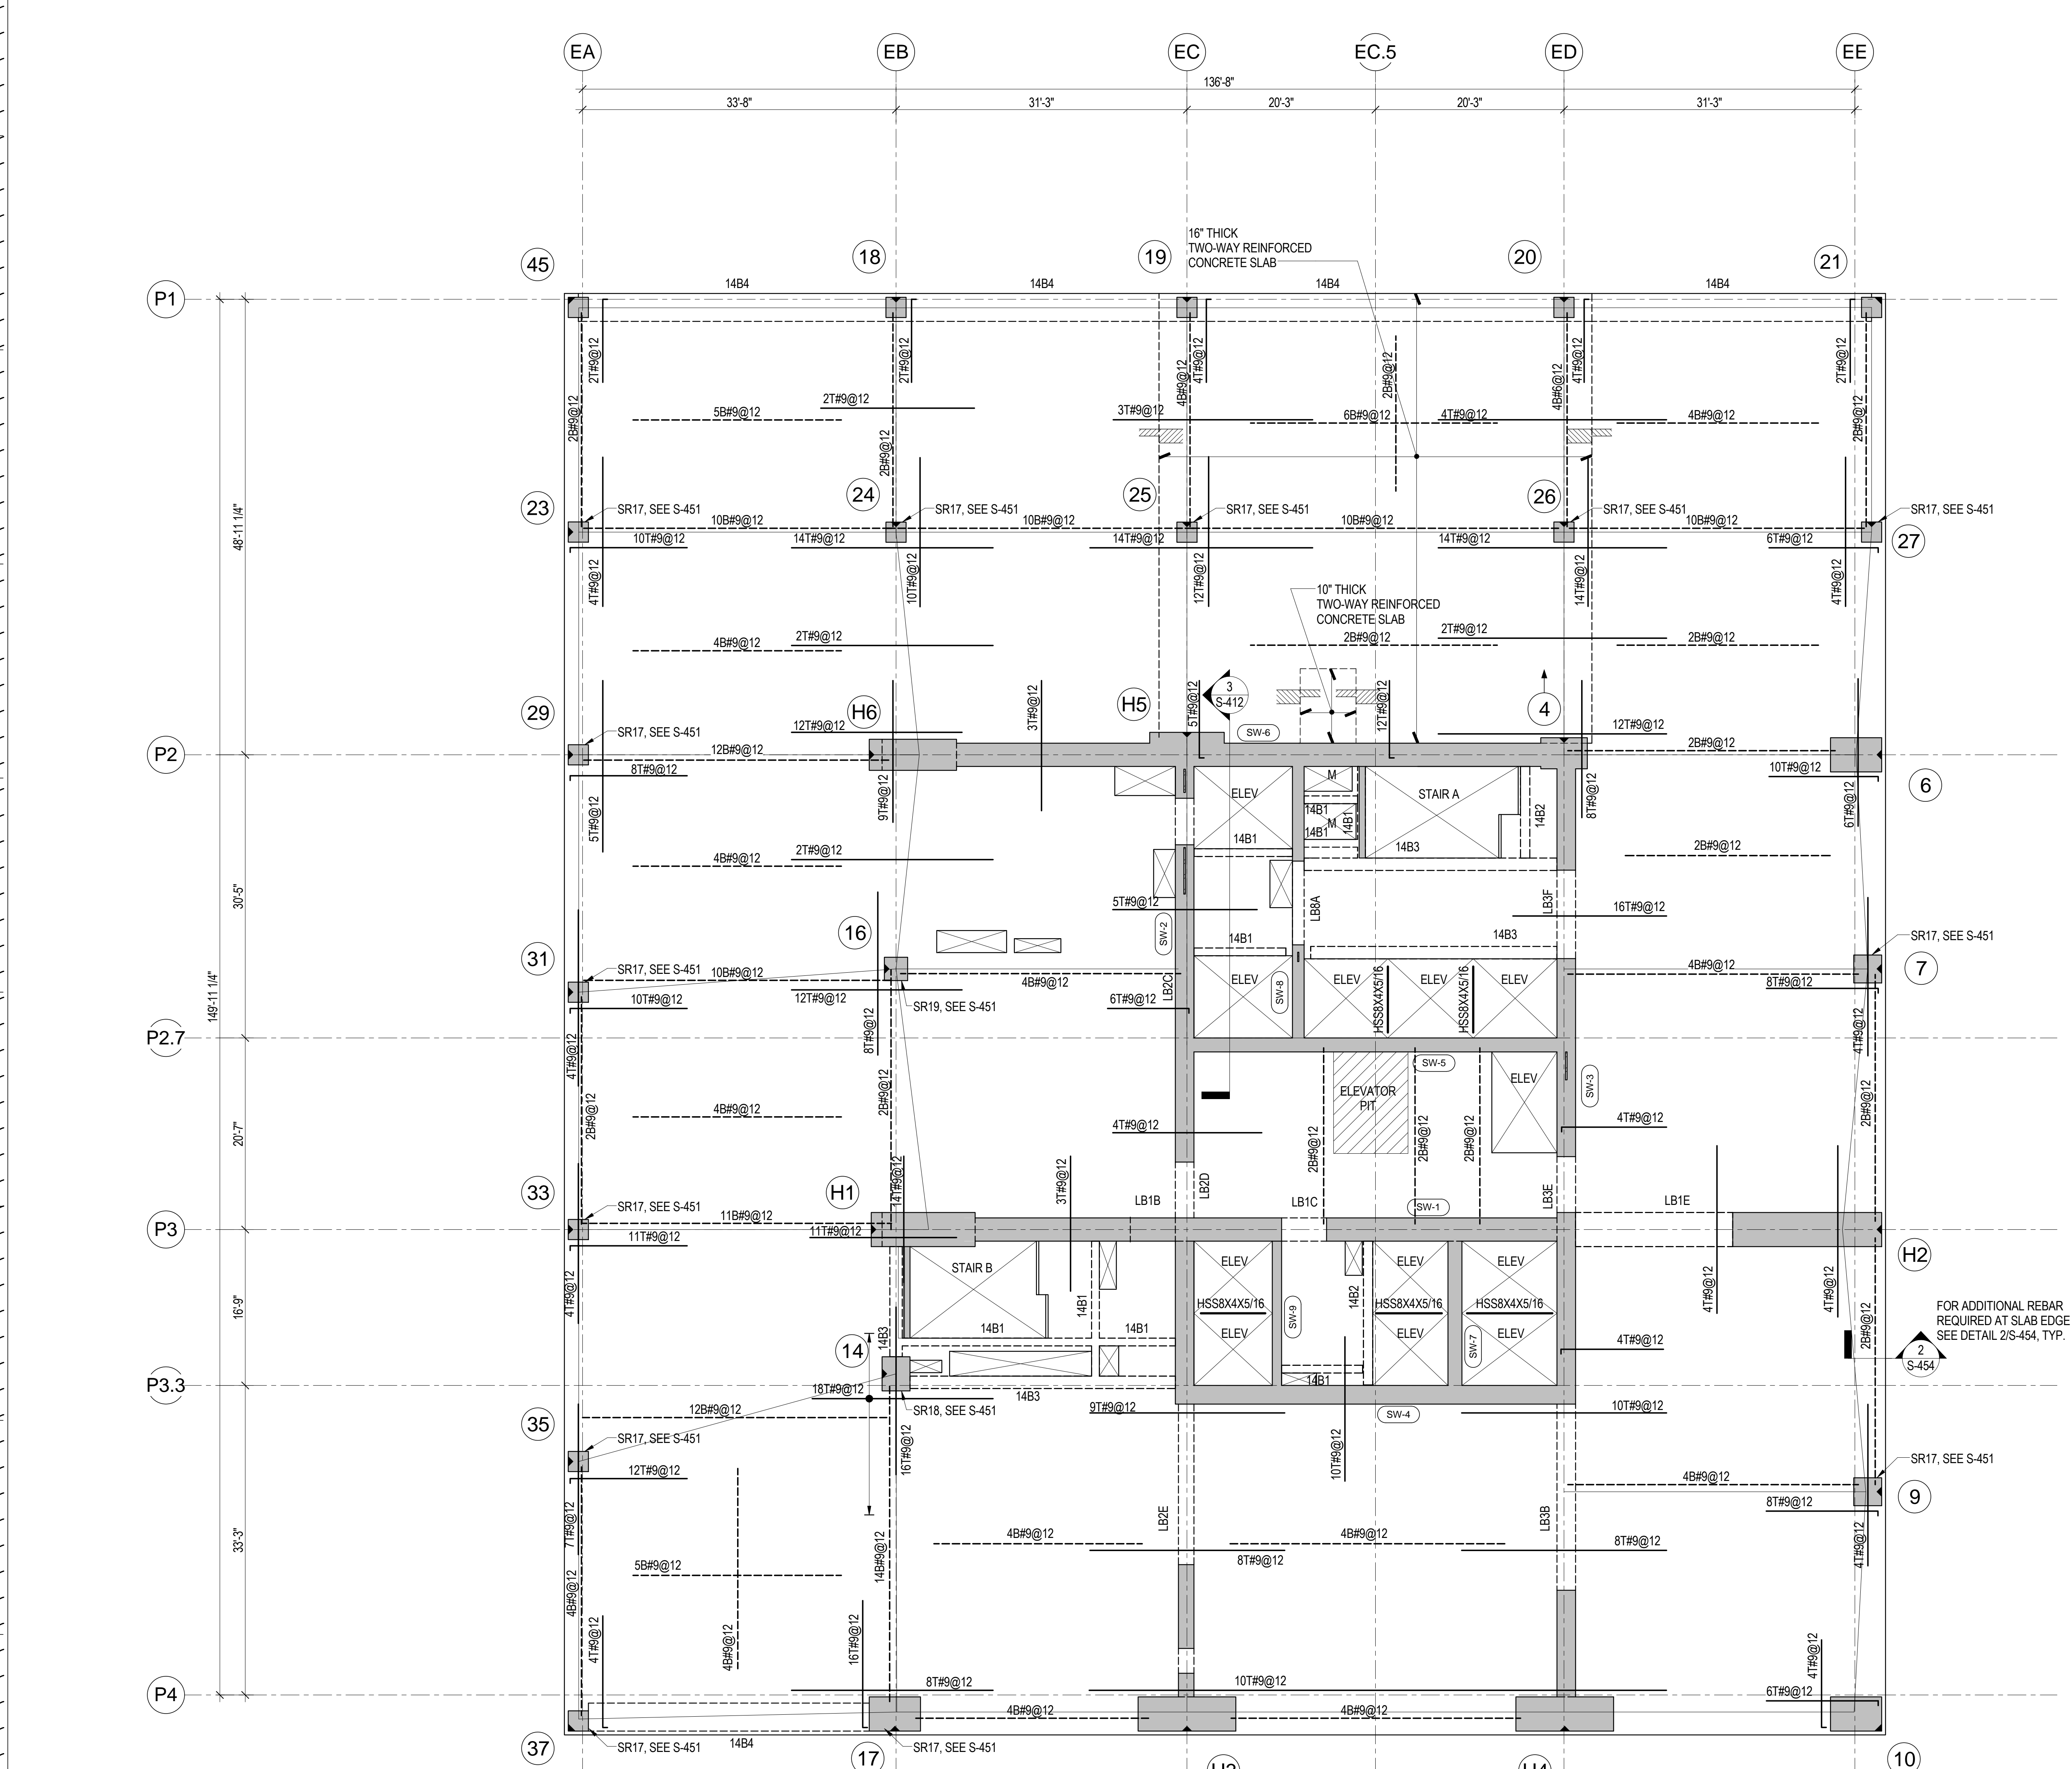 EA
EB
EC
EC.5
ED
EE
136'-8"
33'-8"
31'-3"
20'-3"
20'-3"
31'-3"
16" THICK
TWO-WAY REINFORCED
CONCRETE SLAB
45
18
19
20
21
P1
14B4
14B4
14B4
14B4
2T#9@12
2T#9@12
4B#9@12
4T#9@12
2B#9@12
4B#6@12
4T#9@12
2T#9@12
2B#9@12
5B#9@12
2T#9@12
2B#9@12
3T#9@12
6B#9@12
4T#9@12
4B#9@12
2B#9@12
48'-11 1/4"
23
24
25
26
27
SR17, SEE S-451
SR17, SEE S-451
SR17, SEE S-451
SR17, SEE S-451
SR17, SEE S-451
10B#9@12
10B#9@12
10B#9@12
10B#9@12
10T#9@12
14T#9@12
14T#9@12
14T#9@12
6T#9@12
4T#9@12
10T#9@12
12T#9@12
14T#9@12
4T#9@12
10" THICK
TWO-WAY REINFORCED
CONCRETE SLAB
4B#9@12
2T#9@12
2B#9@12
2T#9@12
2B#9@12
29
H6
H5
3
S-412
4
SR17, SEE S-451
12T#9@12
3T#9@12
5T#9@12
SW-6
12T#9@12
12T#9@12
P2
12B#9@12
2B#9@12
8T#9@12
10T#9@12
6
5T#9@12
9T#9@12
ELEV
M
STAIR A
14B1
M
14B1
14B1
14B2
8T#9@12
6T#9@12
14B1
14B3
4B#9@12
2T#9@12
2B#9@12
30'-5"
5T#9@12
LB8A
LB3F
16T#9@12
16
SW-2
14B1
14B3
31
SR17, SEE S-451
SR17, SEE S-451
7
10B#9@12
4B#9@12
4B#9@12
LB2C
ELEV
SW-8
ELEV
HSS8X4X5/16
ELEV
HSS8X4X5/16
ELEV
10T#9@12
12T#9@12
SR19, SEE S-451
6T#9@12
8T#9@12
149'-11 1/4"
P2.7
4T#9@12
8T#9@12
4T#9@12
SW-5
ELEVATOR
PIT
ELEV
SW-3
2B#9@12
4B#9@12
2B#9@12
4T#9@12
4T#9@12
2B#9@12
20'-7"
2B#9@12
2B#9@12
2B#9@12
33
H1
14T#9@12
3T#9@12
LB1B
LB2D
LB1C
SW-1
LB3E
LB1E
SR17, SEE S-451
P3
11B#9@12
11T#9@12
11T#9@12
H2
4T#9@12
STAIR B
ELEV
ELEV
ELEV
4T#9@12
4T#9@12
16'-9"
14B1
14B2
HSS8X4X5/16
SW-9
HSS8X4X5/16
HSS8X4X5/16
2B#9@12
FOR ADDITIONAL REBAR
REQUIRED AT SLAB EDGE
SEE DETAIL 2/S-454, TYP.
2
S-454
14
14B3
14B1
14B1
ELEV
ELEV
SW-7
ELEV
4T#9@12
14B1
P3.3
18T#9@12
14B3
SR18, SEE S-451
12B#9@12
9T#9@12
SW-4
10T#9@12
35
SR17, SEE S-451
SR17, SEE S-451
16T#9@12
10T#9@12
12T#9@12
4B#9@12
9
8T#9@12
7T#9@12
LB2E
LB3B
4T#9@12
33'-3"
4B#9@12
4B#9@12
8T#9@12
8T#9@12
14B#9@12
5B#9@12
4B#9@12
4T#9@12
4B#9@12
16T#9@12
4T#9@12
P4
8T#9@12
10T#9@12
6T#9@12
4B#9@12
4B#9@12
37
SR17, SEE S-451
14B4
17
SR17, SEE S-451
10